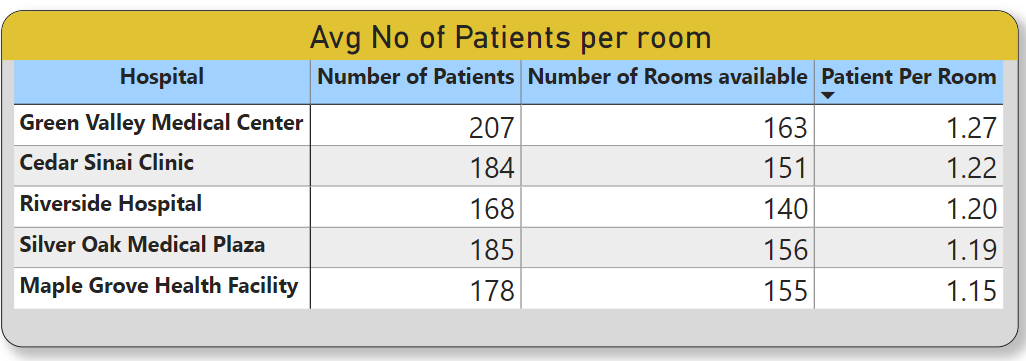 Avg No of Patients per room
Hospital Number of Patients Number of Rooms available Patient Per Room
Green Valley Medical Center 207 163 1.27
Cedar Sinai Clinic 184 151 1.22
Riverside Hospital 168 140 1.20
Silver Oak Medical Plaza 185 156 1.19
Maple Grove Health Facility 178 155 1.15